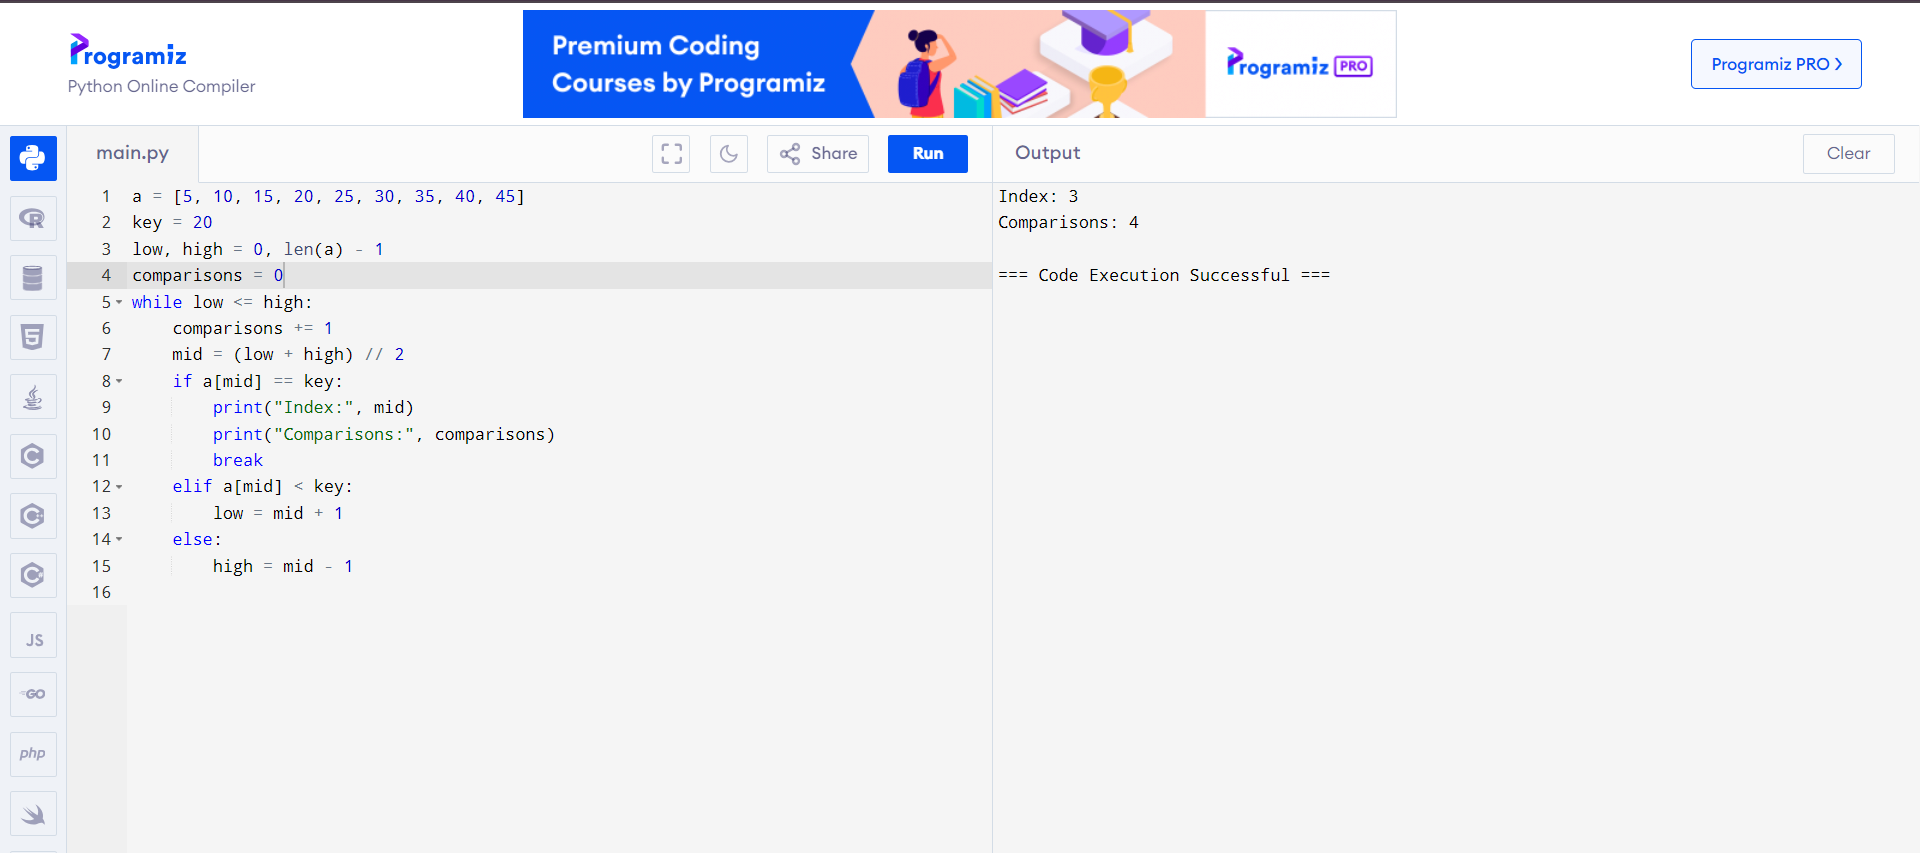 Programiz
Python Online Compiler
Premium Coding
Courses by Programiz
Programiz PRO
Programiz PRO ›
main.py
Share
Run
Output
Clear
1 a = [5, 10, 15, 20, 25, 30, 35, 40, 45]
2 key = 20
3 low, high = 0, len(a) - 1
4 comparisons = 0
5 while low <= high:
6     comparisons += 1
7     mid = (low + high) // 2
8     if a[mid] == key:
9         print("Index:", mid)
10         print("Comparisons:", comparisons)
11         break
12     elif a[mid] < key:
13         low = mid + 1
14     else:
15         high = mid - 1
16
Index: 3
Comparisons: 4
=== Code Execution Successful ===
R
5
C
C
C
JS
GO
php